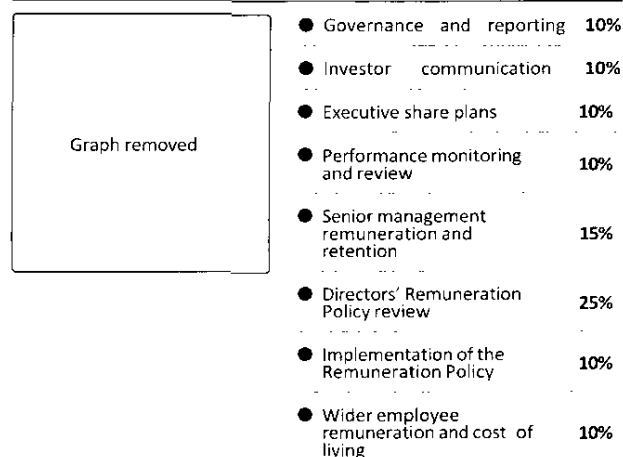 Graph removed
Governance and reporting 10%
Investor communication 10%
Executive share plans 10%
Performance monitoring
and review 10%
Senior management
remuneration and
retention 15%
Directors' Remuneration
Policy review 25%
Implementation of the
Remuneration Policy 10%
Wider employee
remuneration and cost of
living 10%